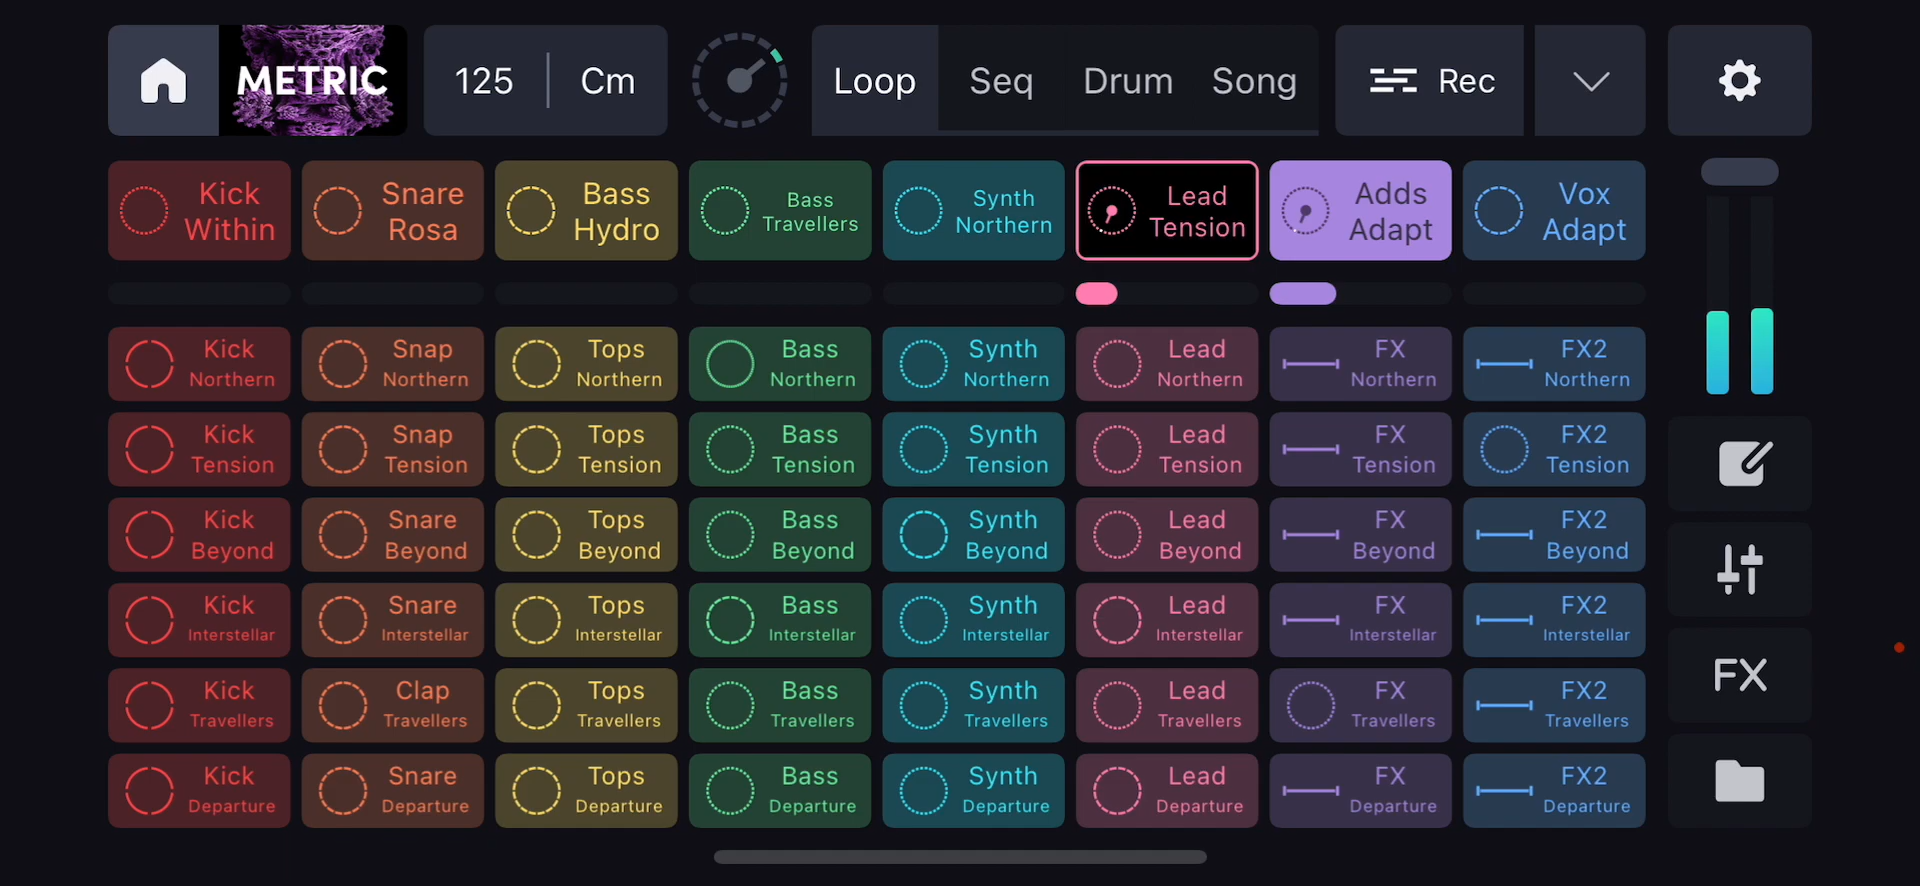 METRIC 125 Cm Loop Seq Drum Song Rec
Kick Snare Bass Bass Synth Lead Adds Vox
Within Rosa Hydro Travellers Northern Tension Adapt Adapt
Kick Snap Tops Bass Synth Lead FX FX2
Northern Northern Northern Northern Northern Northern Northern Northern
Kick Snap Tops Bass Synth Lead FX FX2
Tension Tension Tension Tension Tension Tension Tension Tension
Kick Snare Tops Bass Synth Lead FX FX2
Beyond Beyond Beyond Beyond Beyond Beyond Beyond Beyond
Kick Snare Tops Bass Synth Lead FX FX2
Interstellar Interstellar Interstellar Interstellar Interstellar Interstellar Interstellar Interstellar
FX
Kick Clap Tops Bass Synth Lead FX FX2
Travellers Travellers Travellers Travellers Travellers Travellers Travellers Travellers
Kick Snare Tops Bass Synth Lead FX FX2
Departure Departure Departure Departure Departure Departure Departure Departure